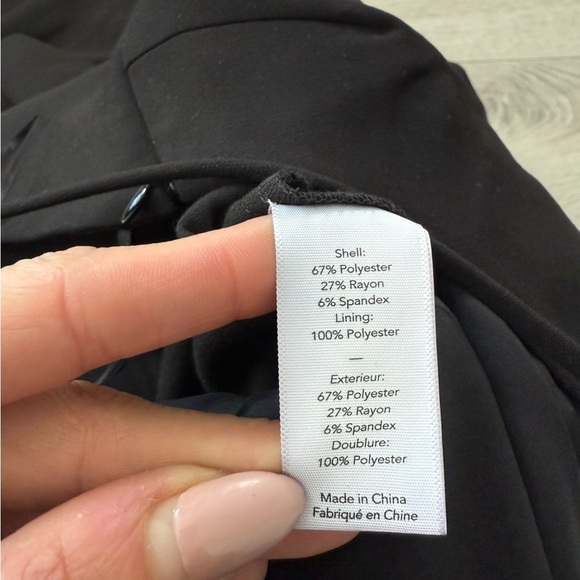 Shell:
67% Polyester
27% Rayon
6% Spandex
Lining:
100% Polyester
—
Exterieur:
67% Polyester
27% Rayon
6% Spandex
Doublure:
100% Polyester
Made in China
Fabriqué en Chine